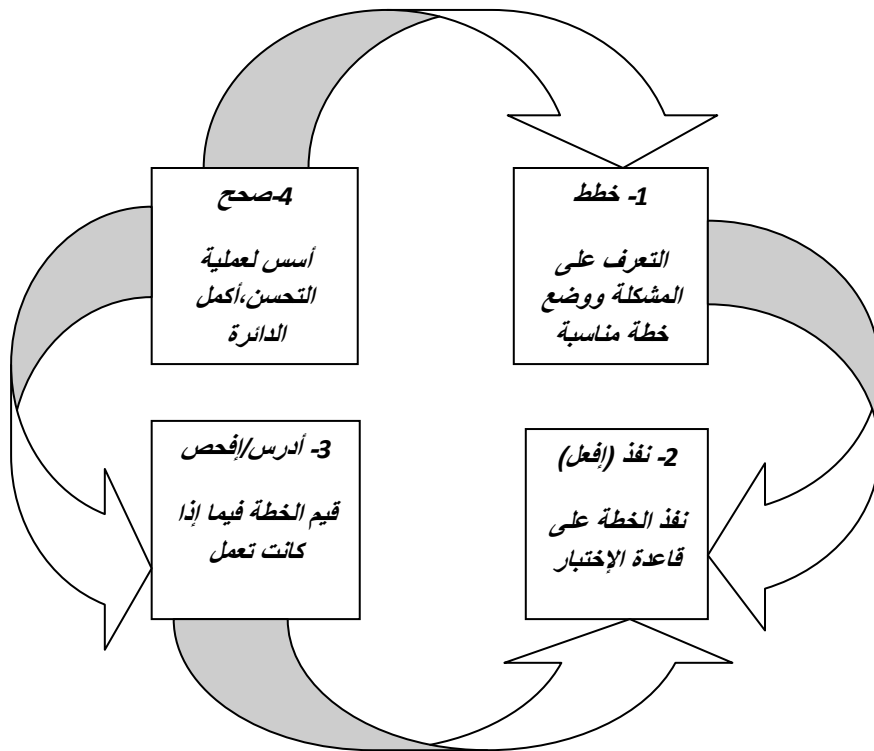 1- خطط
التعرف على
المشكلة ووضع
خطة مناسبة
2- نفذ (إفعل)
نفذ الخطة على
قاعدة الإختبار
3- أدرس/إفحص
قيم الخطة فيما إذا
كانت تعمل
4-صحح
أسس لعملية
التحسن،أكمل
الدائرة